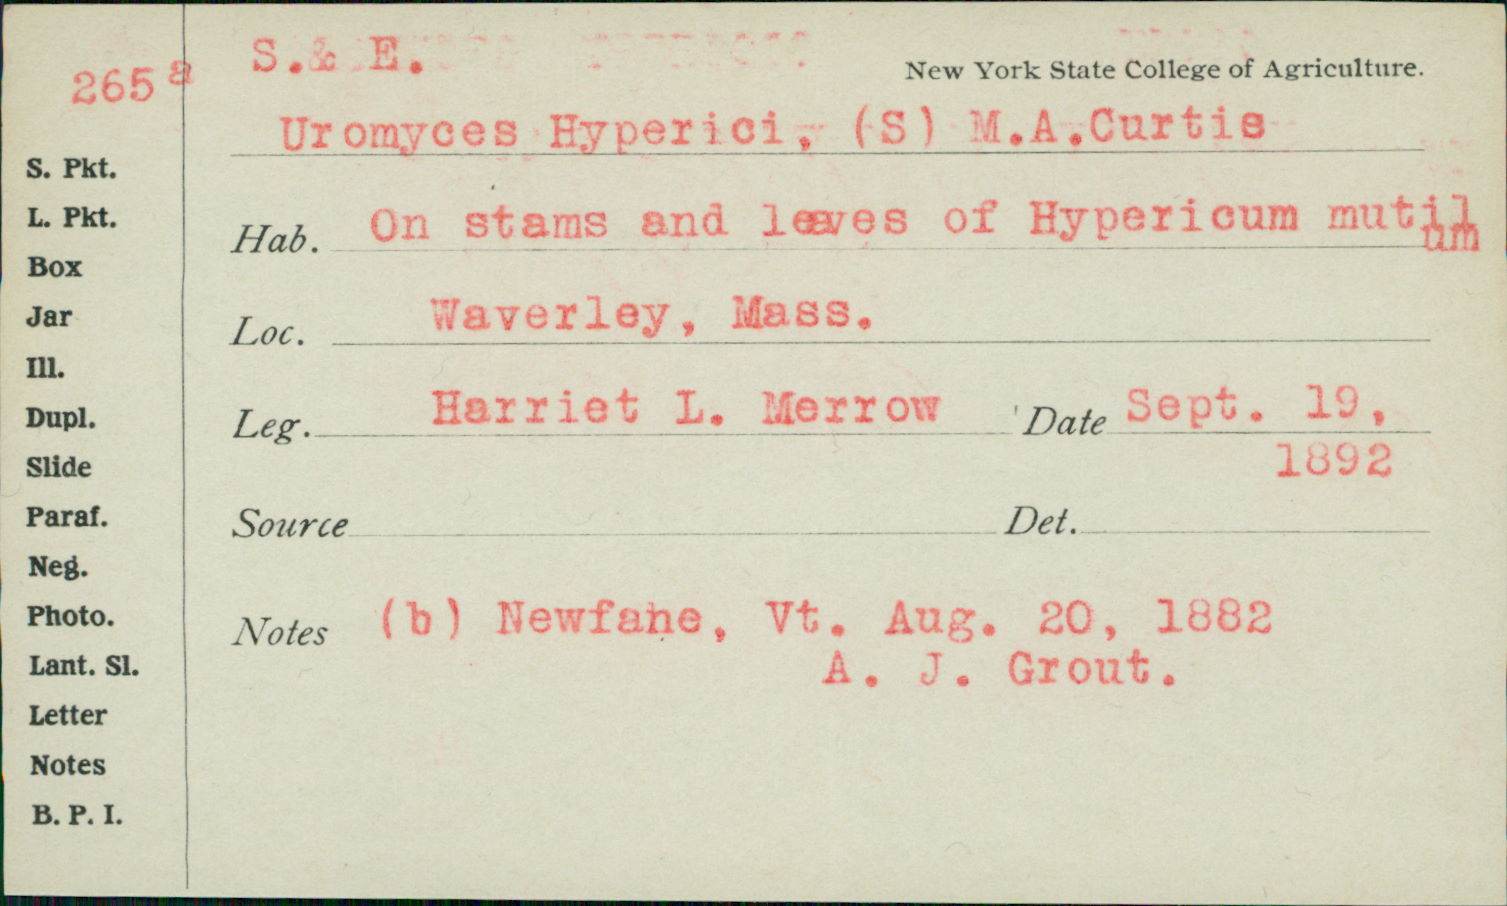 265 a
S.& E.
New York State College of Agriculture.
Uromyces Hyperici, (S) M.A.Curtis
S. Pkt.
L. Pkt.
Box
Jar
Ill.
Dupl.
Slide
Paraf.
Neg.
Photo.
Lant. Sl.
Letter
Notes
B. P. I.
Hab. On stams and leaves of Hypericum mutil
um
Loc. Waverley, Mass.
Leg. Harriet L. Merrow Date Sept. 19,
1892
Source Det.
Notes (b) Newfane, Vt. Aug. 20, 1882
A. J. Grout.